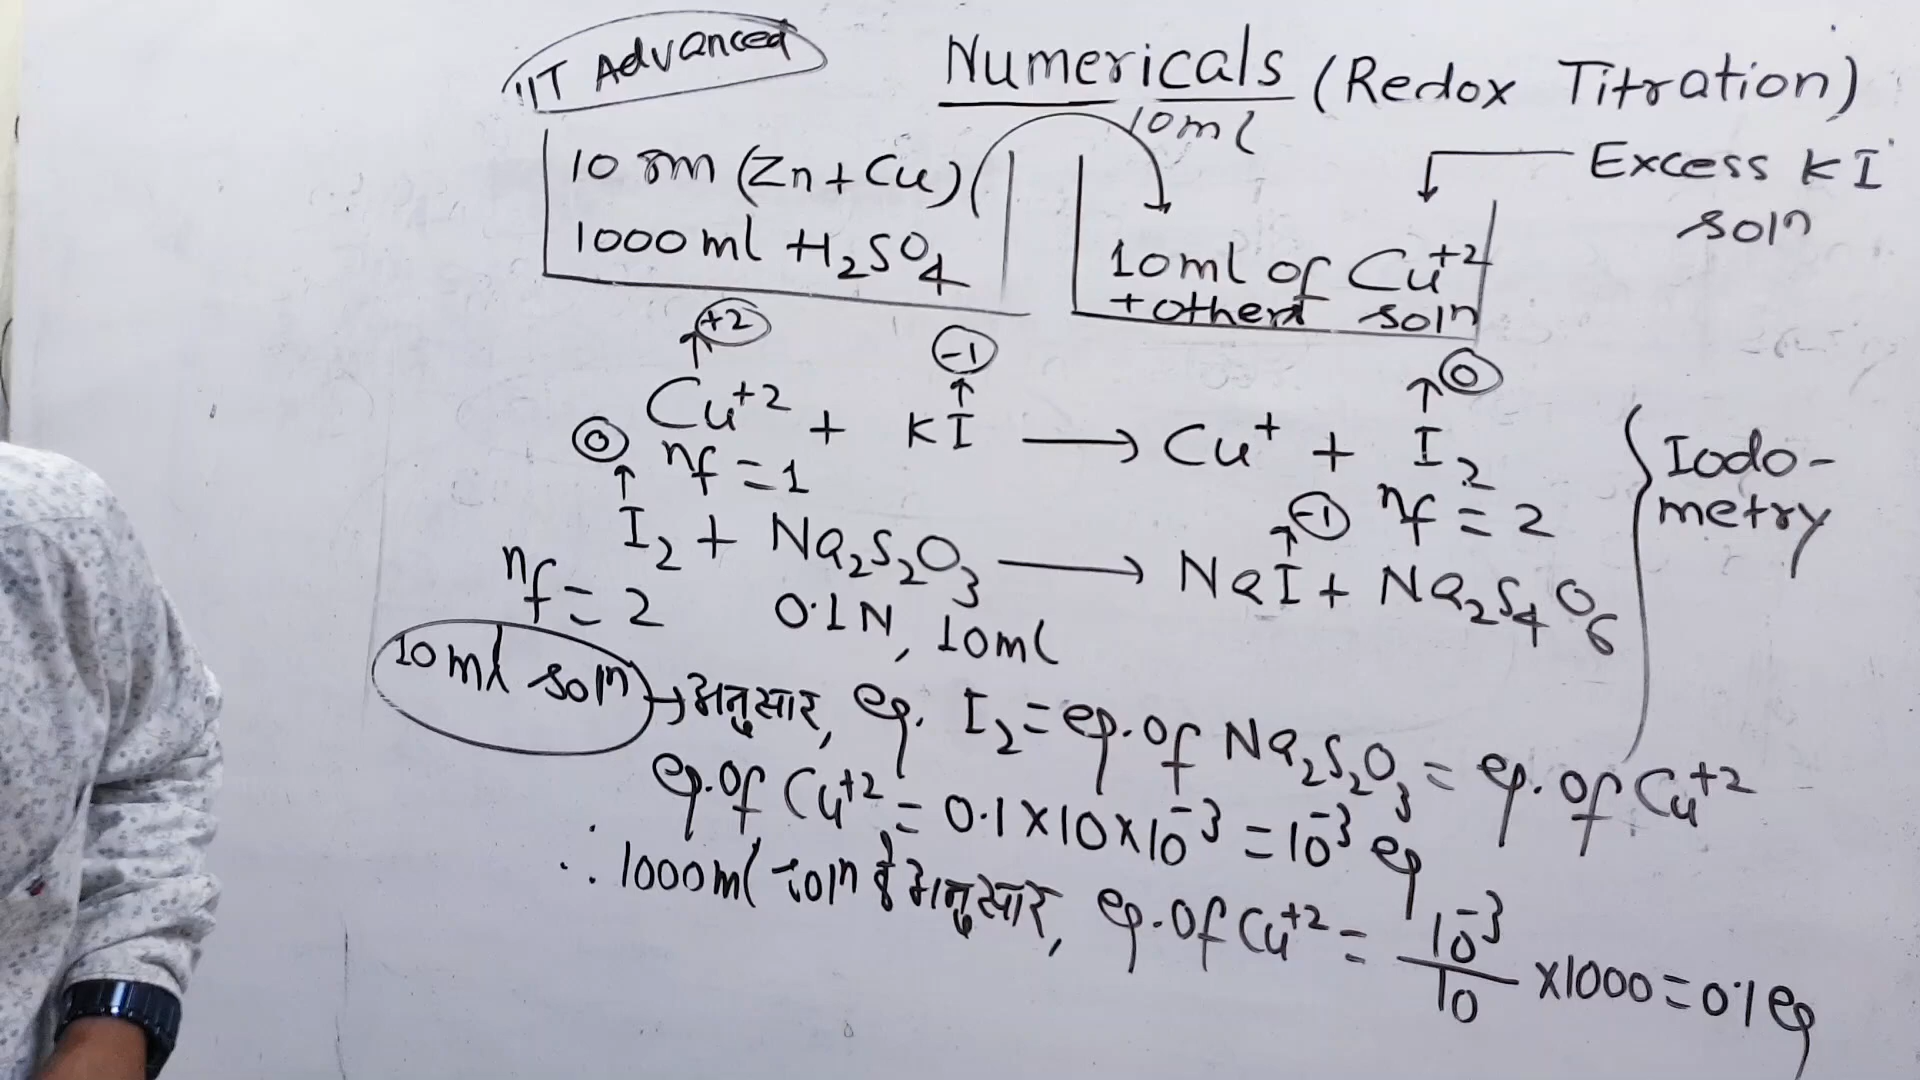 IIT Advanced
Numericals (Redox Titration)
10ml
10 gm (Zn+Cu)
1000ml H₂SO₄
Excess KI
soln
10ml of Cu⁺²
+others soln
+2
-1
0
Cu⁺² + KI → Cu⁺ + I₂
nf = 1
nf = 2
0
-1
I₂ + Na₂S₂O₃ → NaI + Na₂S₄O₆
nf = 2
0.1N, 10ml
Iodo-
metry
10ml soln → अनुसार, eq. I₂ = eq. of Na₂S₂O₃ = eq. of Cu⁺²
eq. of Cu⁺² = 0.1×10×10⁻³ = 10⁻³ eq
∴ 1000ml soln के अनुसार, eq. of Cu⁺² = 10⁻³/10 ×1000 = 0.1 eq